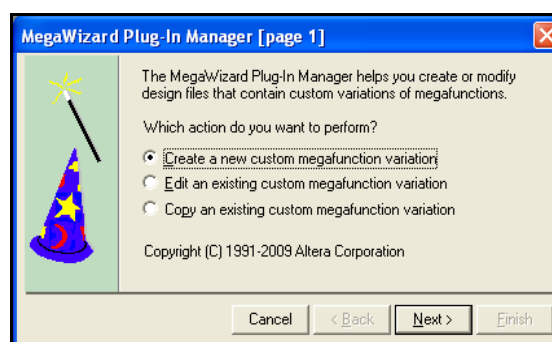 MegaWizard Plug-In Manager [page 1]
The MegaWizard Plug-In Manager helps you create or modify
design files that contain custom variations of megafunctions.
Which action do you want to perform?
Create a new custom megafunction variation
Edit an existing custom megafunction variation
Copy an existing custom megafunction variation
Copyright (C) 1991-2009 Altera Corporation
Cancel < Back Next > Finish